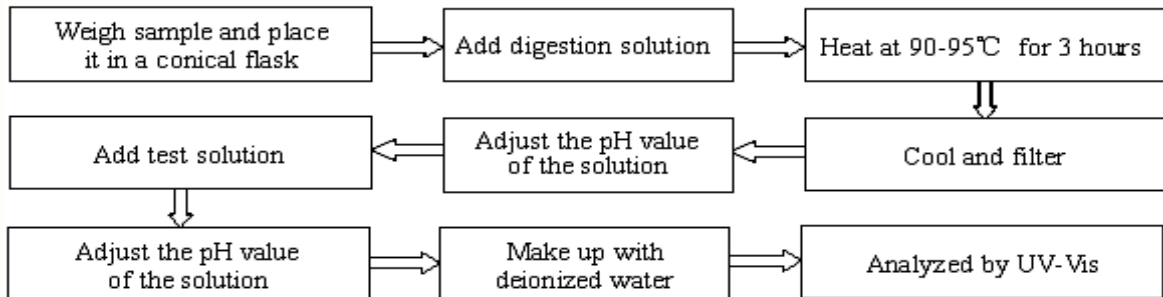 Weigh sample and place
it in a conical flask
Add digestion solution
Heat at 90-95℃ for 3 hours
Cool and filter
Adjust the pH value
of the solution
Add test solution
Adjust the pH value
of the solution
Make up with
deionized water
Analyzed by UV-Vis